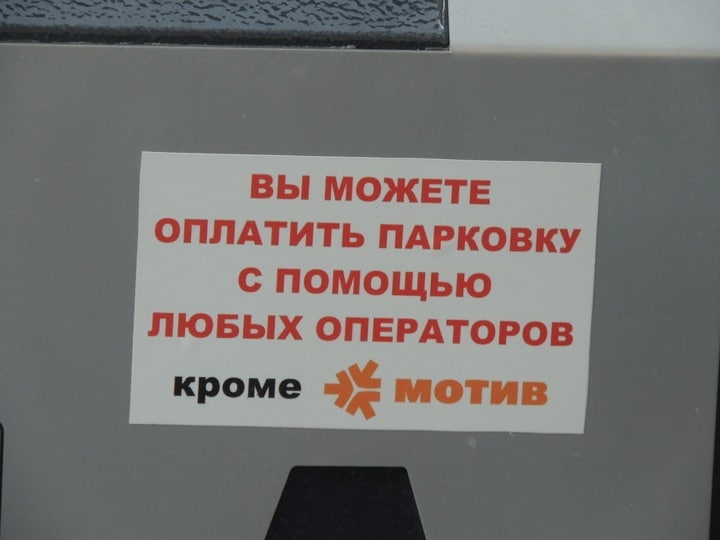 ВЫ МОЖЕТЕ
ОПЛАТИТЬ ПАРКОВКУ
С ПОМОЩЬЮ
ЛЮБЫХ ОПЕРАТОРОВ
кроме МОТИВ